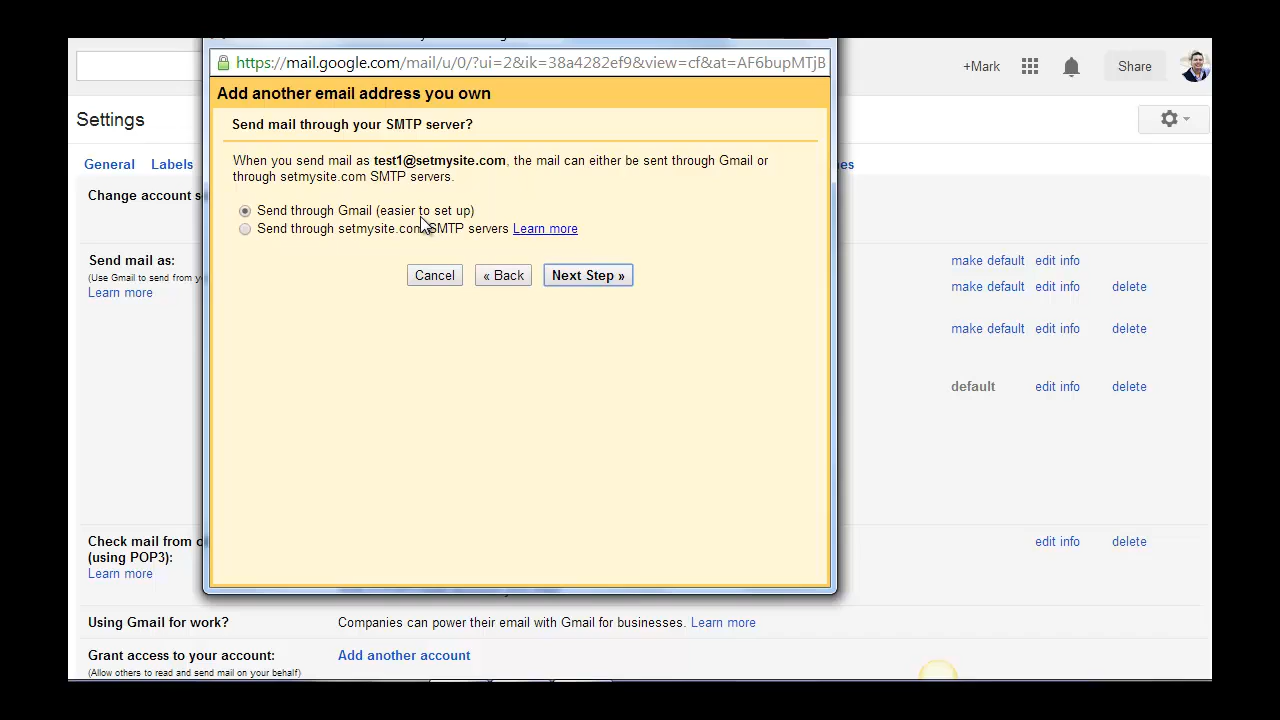 https://mail.google.com/mail/u/0/?ui=2&ik=38a4282ef9&view=cf&at=AF6bupMTjB
Add another email address you own
Send mail through your SMTP server?
When you send mail as test1@setmysite.com, the mail can either be sent through Gmail or
through setmysite.com SMTP servers.
Send through Gmail (easier to set up)
Send through setmysite.com SMTP servers Learn more
Cancel « Back Next Step »
+Mark Share
Settings
General Labels
Change account s
Send mail as: make default edit info
(Use Gmail to send from y
Learn more make default edit info delete
make default edit info delete
default edit info delete
Check mail from edit info delete
(using POP3):
Learn more
Using Gmail for work? Companies can power their email with Gmail for businesses. Learn more
Grant access to your account: Add another account
(Allow others to read and send mail on your behalf)